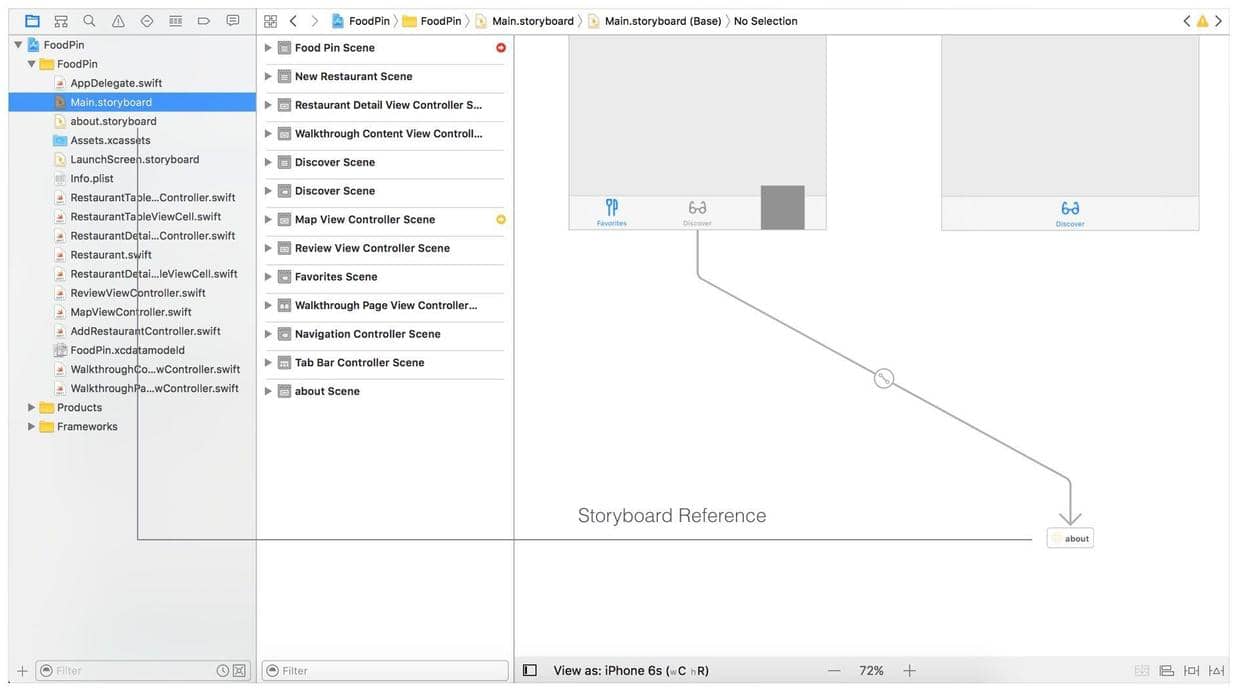 FoodPin
FoodPin
Main.storyboard
Main.storyboard (Base)
No Selection
FoodPin
FoodPin
AppDelegate.swift
Main.storyboard
about.storyboard
Assets.xcassets
LaunchScreen.storyboard
Info.plist
RestaurantTable...Controller.swift
RestaurantTableViewCell.swift
RestaurantDetai...Controller.swift
Restaurant.swift
RestaurantDetai...leViewCell.swift
ReviewViewController.swift
MapViewController.swift
AddRestaurantController.swift
FoodPin.xcdatamodeld
WalkthroughCo...wController.swift
WalkthroughPa...wController.swift
Products
Frameworks
Filter
Food Pin Scene
New Restaurant Scene
Restaurant Detail View Controller S...
Walkthrough Content View Controll...
Discover Scene
Discover Scene
Map View Controller Scene
Review View Controller Scene
Favorites Scene
Walkthrough Page View Controller...
Navigation Controller Scene
Tab Bar Controller Scene
about Scene
Filter
Favorites
Discover
Discover
Storyboard Reference
about
View as: iPhone 6s (wC hR)
72%